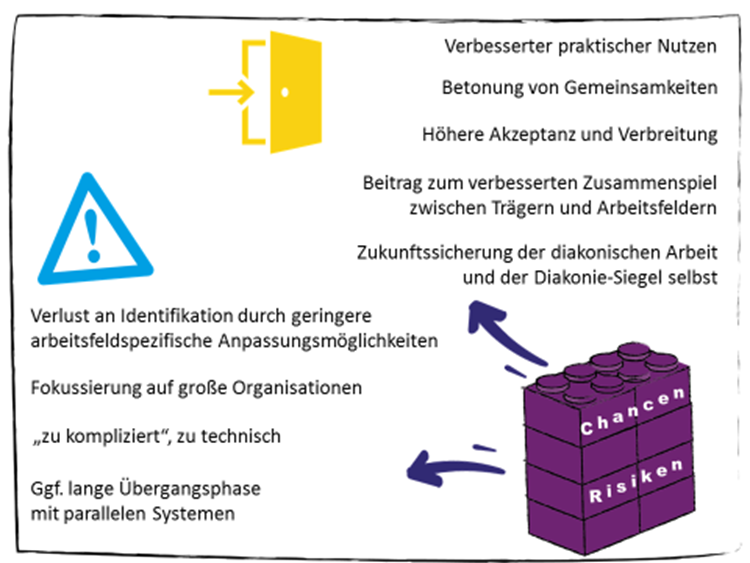 Verbesserter praktischer Nutzen
Betonung von Gemeinsamkeiten
Höhere Akzeptanz und Verbreitung
Beitrag zum verbesserten Zusammenspiel
zwischen Trägern und Arbeitsfeldern
Zukunftssicherung der diakonischen Arbeit
und der Diakonie-Siegel selbst
Verlust an Identifikation durch geringere
arbeitsfeldspezifische Anpassungsmöglichkeiten
Fokussierung auf große Organisationen
„zu kompliziert“, zu technisch
Ggf. lange Übergangsphase
mit parallelen Systemen
Chancen
Risiken